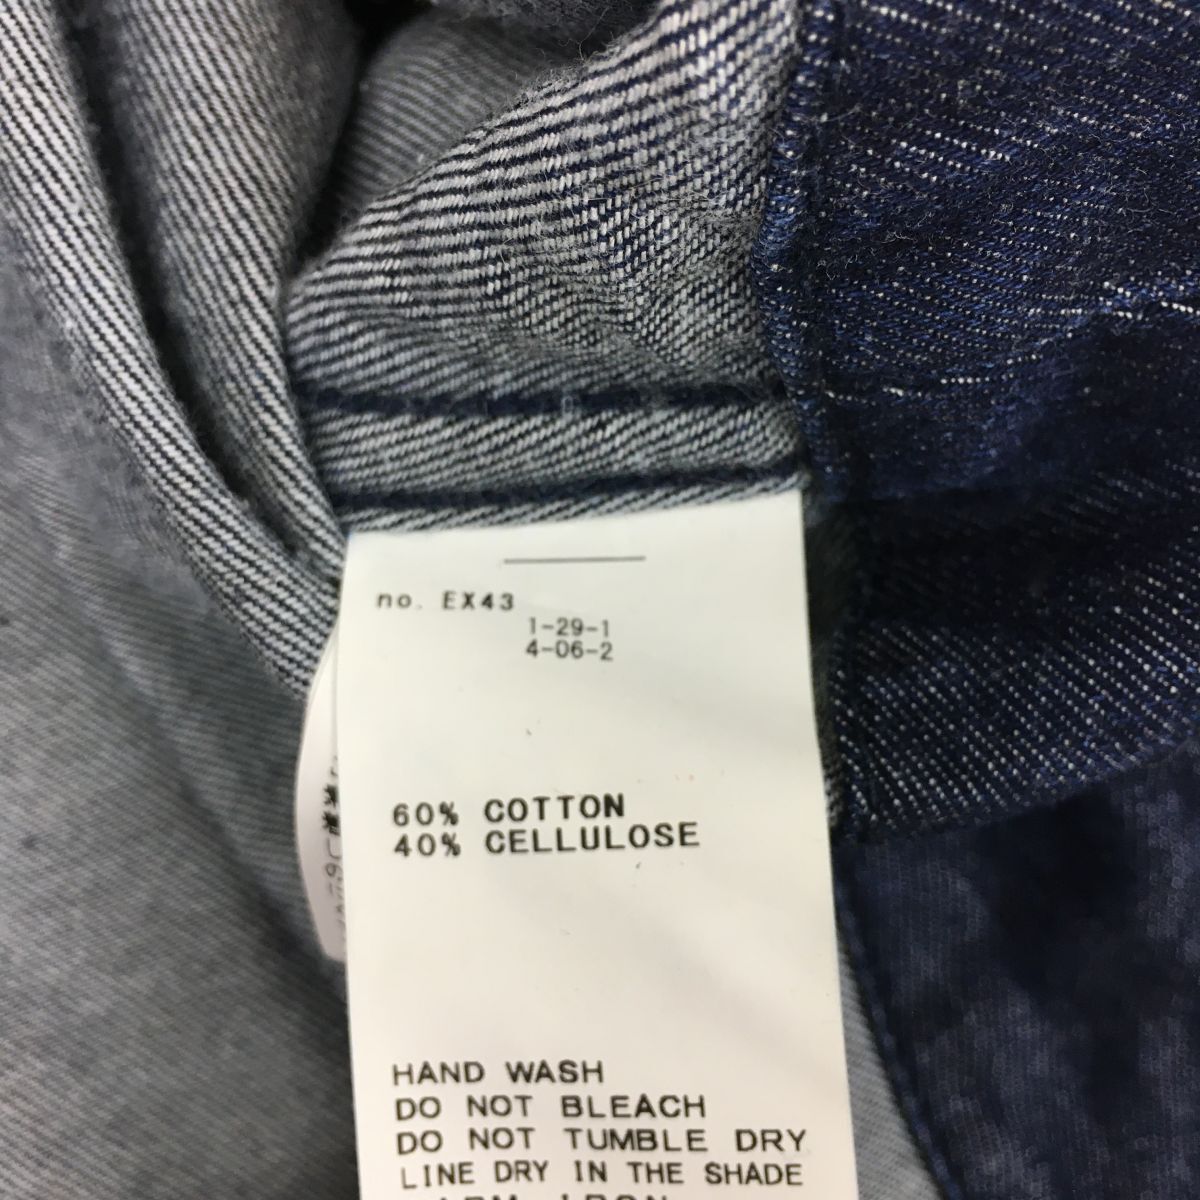 no. EX43
1-29-1
4-06-2
60% COTTON
40% CELLULOSE
HAND WASH
DO NOT BLEACH
DO NOT TUMBLE DRY
LINE DRY IN THE SHADE
IRON